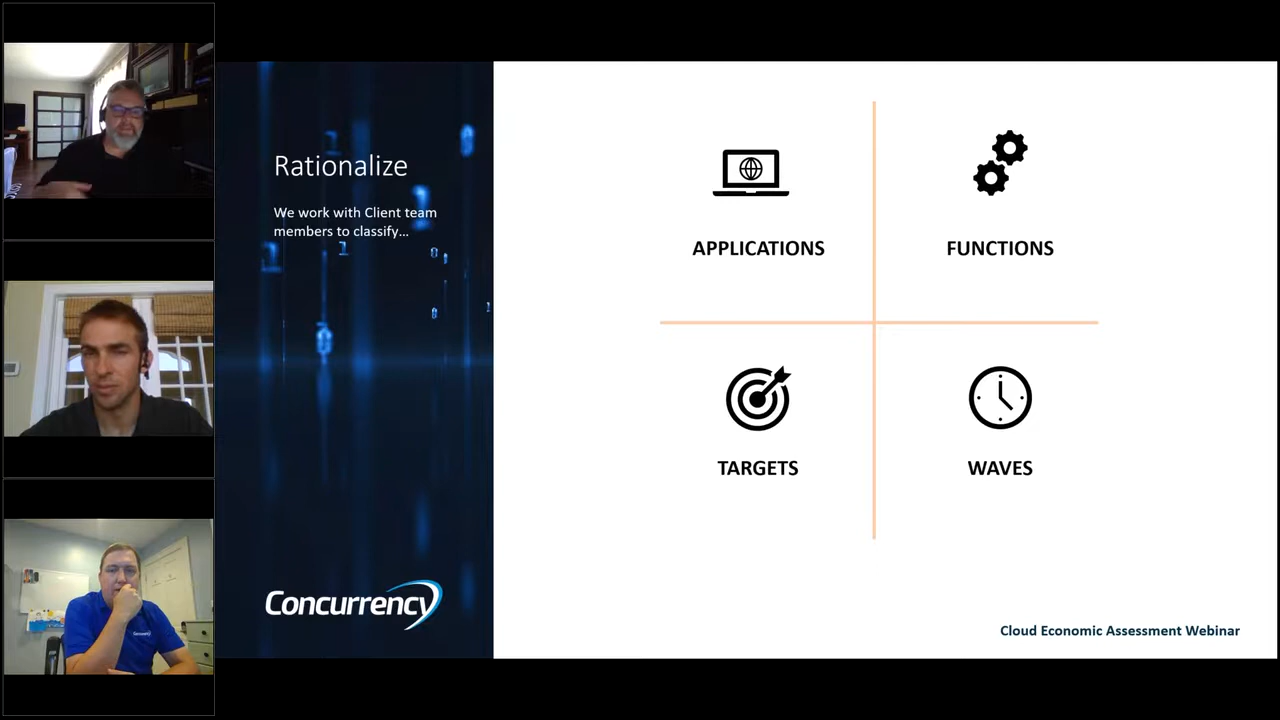 Rationalize
We work with Client team
members to classify...
APPLICATIONS
FUNCTIONS
TARGETS
WAVES
Concurrency
Cloud Economic Assessment Webinar